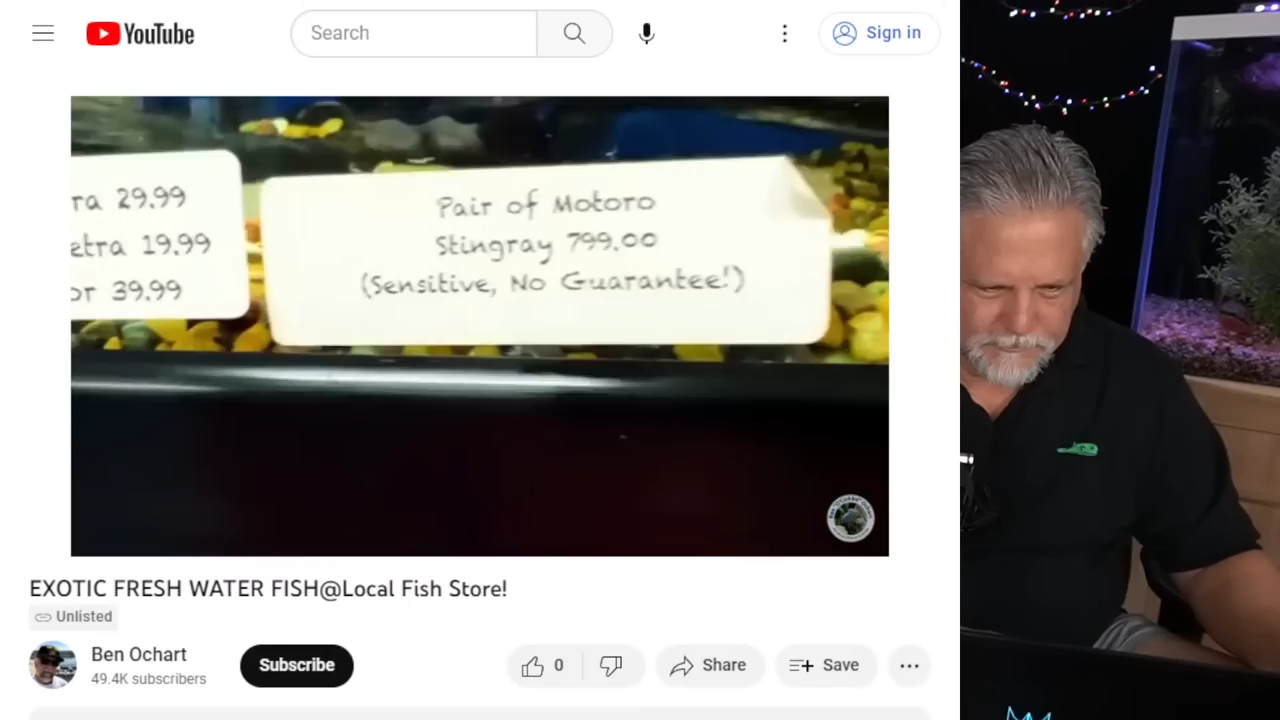 YouTube
Search
Sign in
ra 29.99
etra 19.99
or 39.99
Pair of Motoro
Stingray 799.00
(Sensitive, No Guarantee!)
EXOTIC FRESH WATER FISH@Local Fish Store!
Unlisted
Ben Ochart
49.4K subscribers
Subscribe
0
Share
Save